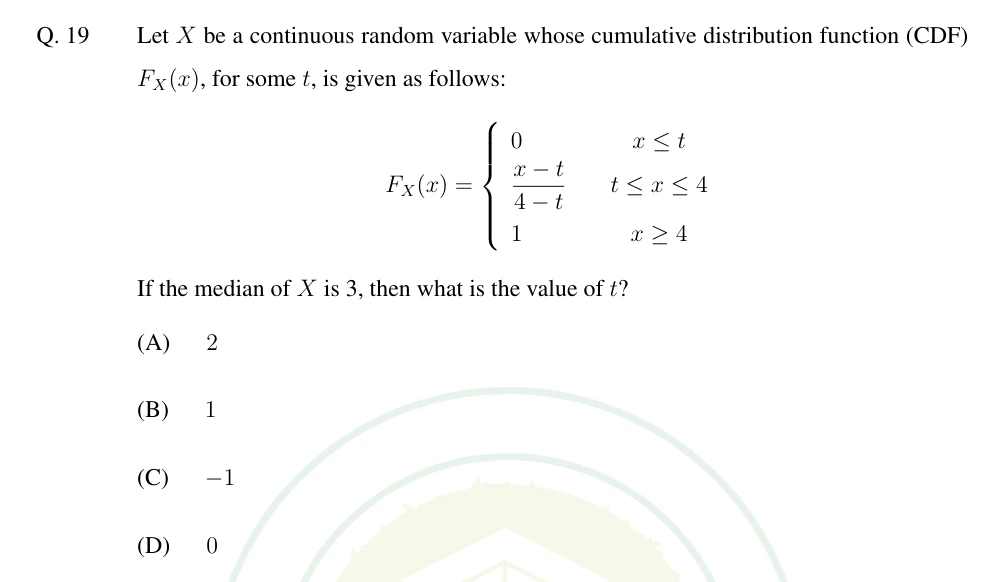 Q. 19 Let X be a continuous random variable whose cumulative distribution function (CDF)
F_X(x), for some t, is given as follows:
F_X(x) = { 0 x ≤ t
(x − t)/(4 − t) t ≤ x ≤ 4
1 x ≥ 4
If the median of X is 3, then what is the value of t?
(A) 2
(B) 1
(C) −1
(D) 0